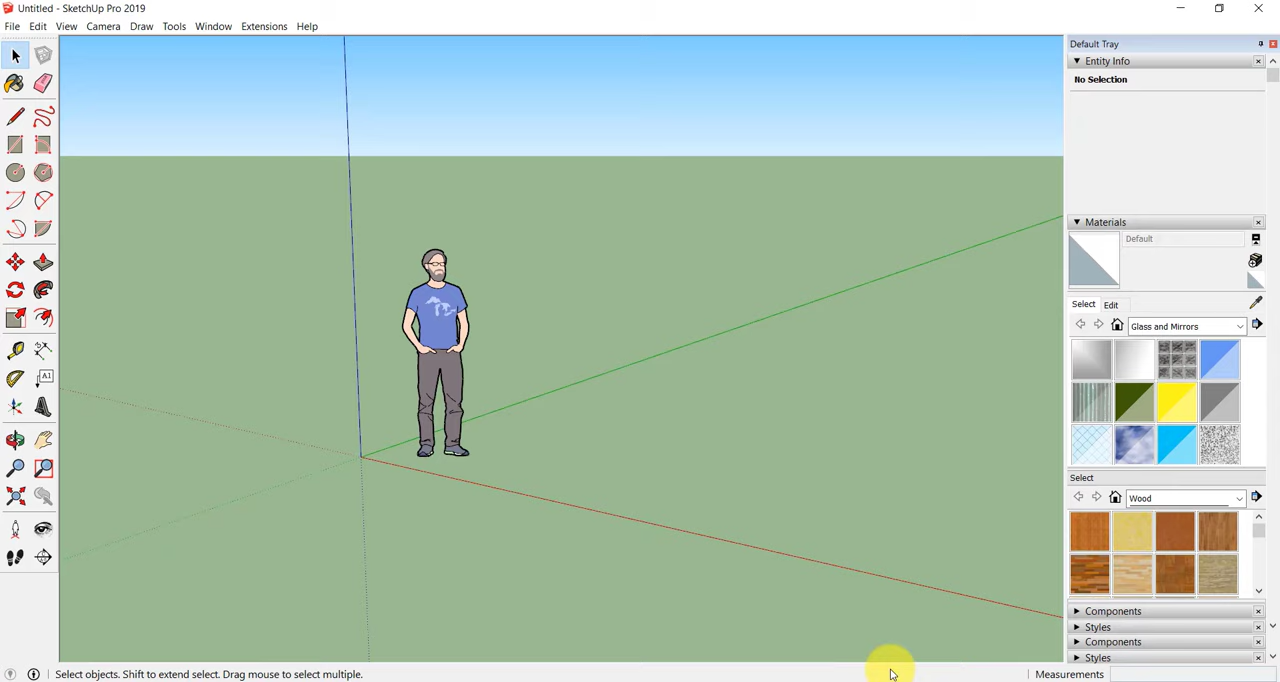 Untitled - SketchUp Pro 2019
File Edit View Camera Draw Tools Window Extensions Help
Default Tray
Entity Info
No Selection
Materials
Default
Select Edit
Glass and Mirrors
A1
Select
Wood
Components
Styles
Components
Styles
Select objects. Shift to extend select. Drag mouse to select multiple.
Measurements